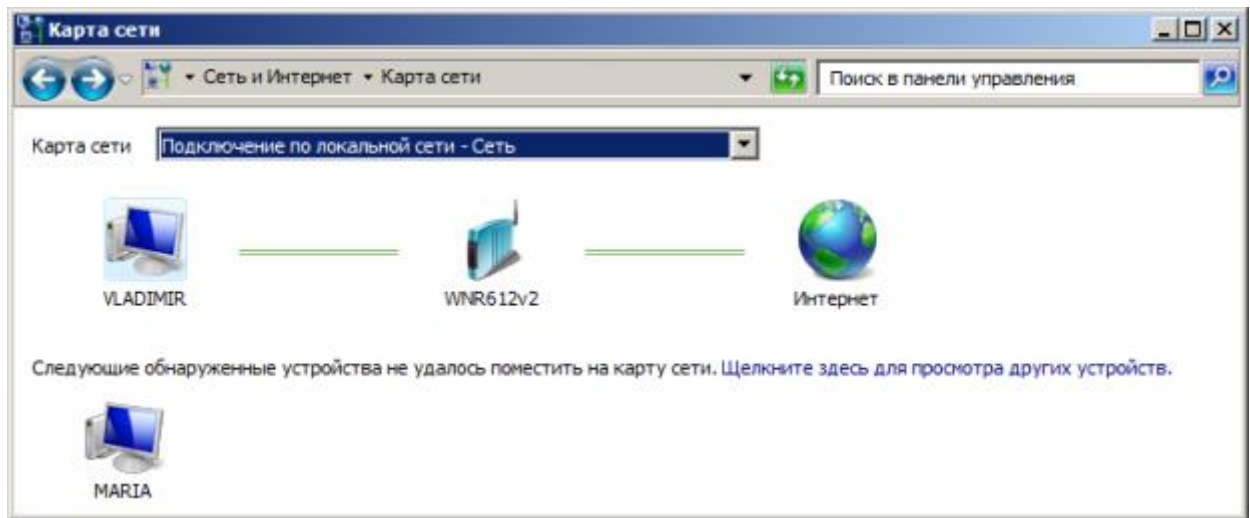 Карта сети
Сеть и Интернет Карта сети Поиск в панели управления
Карта сети Подключение по локальной сети - Сеть
VLADIMIR WNR612v2 Интернет
Следующие обнаруженные устройства не удалось поместить на карту сети. Щелкните здесь для просмотра других устройств.
MARIA